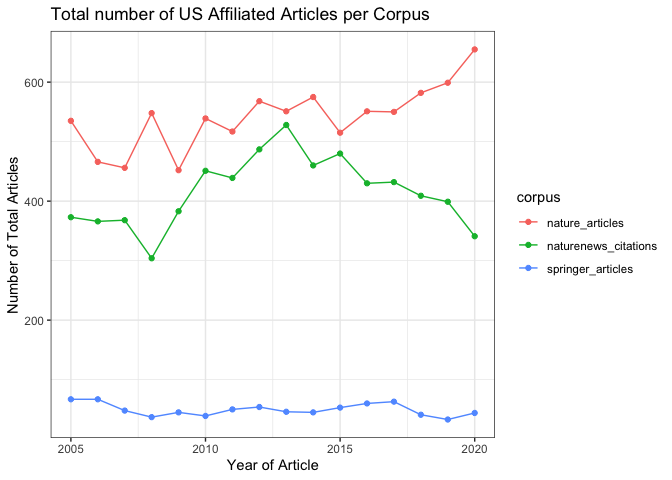 Total number of US Affiliated Articles per Corpus
Number of Total Articles
600
400
200
2005
2010
2015
2020
Year of Article
corpus
nature_articles
naturenews_citations
springer_articles